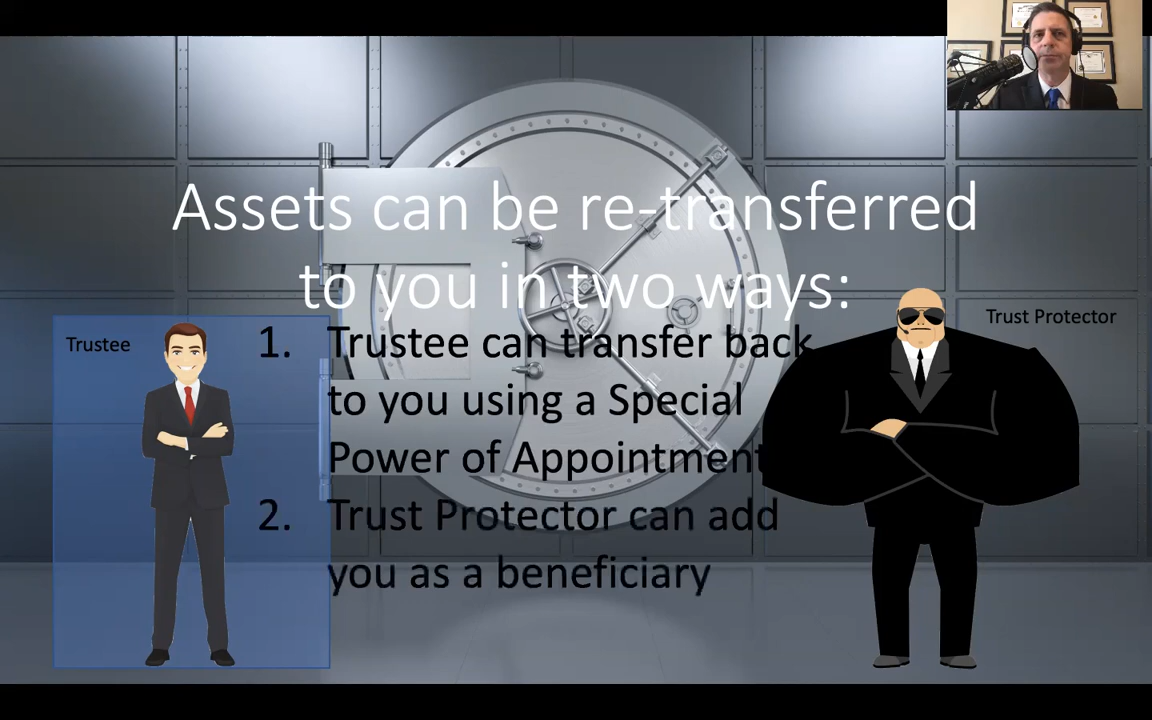 Assets can be re-transferred
to you in two ways:
Trustee
Trust Protector
1. Trustee can transfer back
to you using a Special
Power of Appointment
2. Trust Protector can add
you as a beneficiary